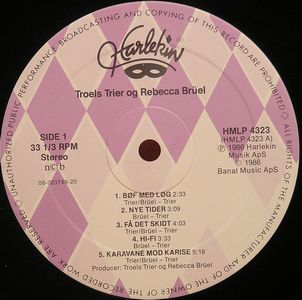 UNAUTHORIZED PUBLIC PERFORMANCE, BROADCASTING AND COPYING OF THIS RECORD PROHIBITED
ALL RIGHTS OF THE MANUFACTURER AND OF THE OWNER OF THE RECORDED WORK ARE RESERVED
Harlekin
Troels Trier og Rebecca Brüel
SIDE 1
33 1/3 RPM
Stereo
n©b
08-023749-20
HMLP 4323
(HMLP 4323 A)
℗ 1986 Harlekin
Musik ApS
© 1986
Banal Music ApS
1. BØF MED LØG 2:33
Trier/Brüel – Trier
2. NYE TIDER 3:09
Trier/Brüel – Trier
3. FÅ DET SKIDT 4:04
Trier/Brüel – Trier
4. HI-FI 3:33
Trier/Brüel – Trier
5. KARAVANE MOD KARISE 5:18
Trier/Brüel – Trier
Producer: Troels Trier og Rebecca Brüel